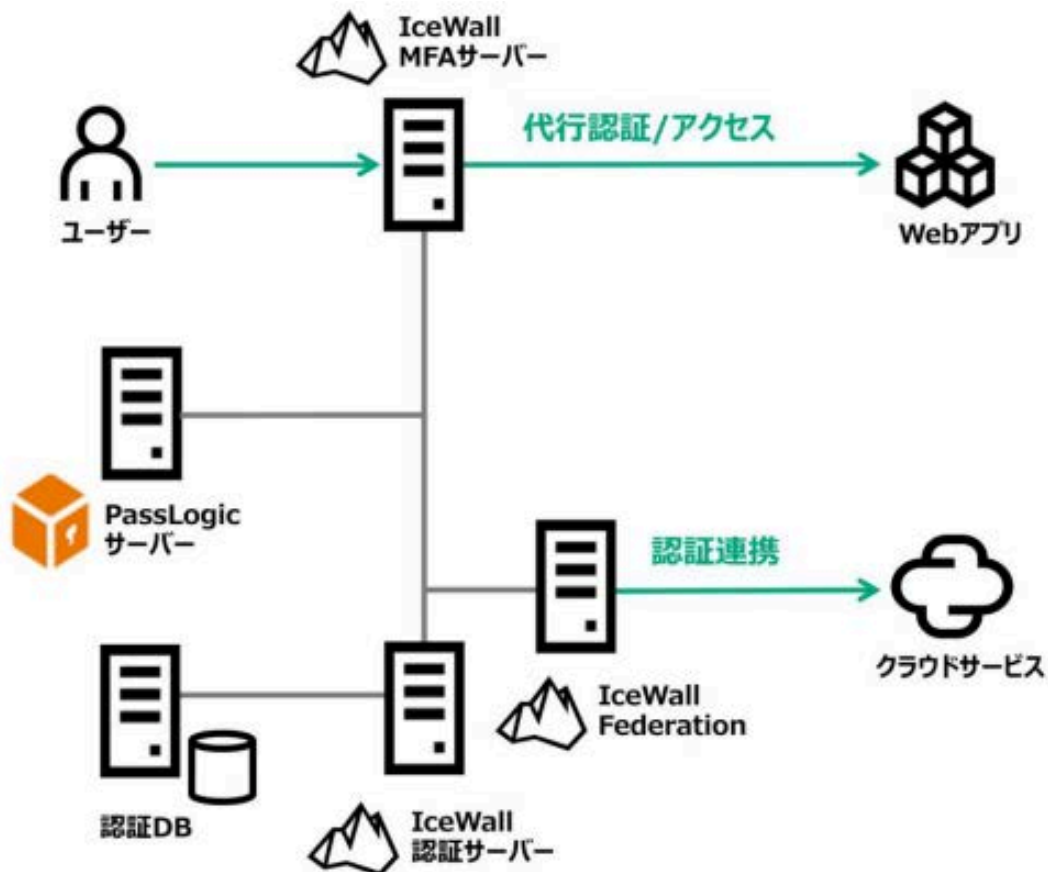 IceWall
MFAサーバー
代行認証/アクセス
ユーザー
Webアプリ
PassLogic
サーバー
認証連携
クラウドサービス
IceWall
Federation
認証DB
IceWall
認証サーバー